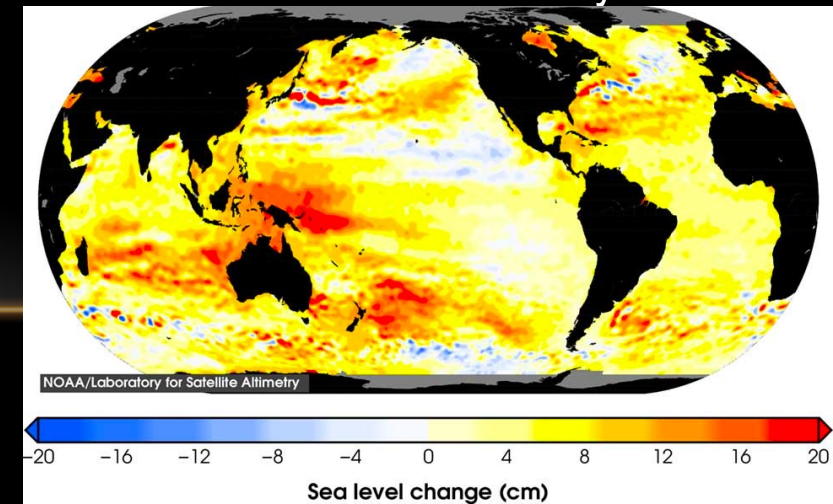 NOAA/Laboratory for Satellite Altimetry
−20 −16 −12 −8 −4 0 4 8 12 16 20
Sea level change (cm)